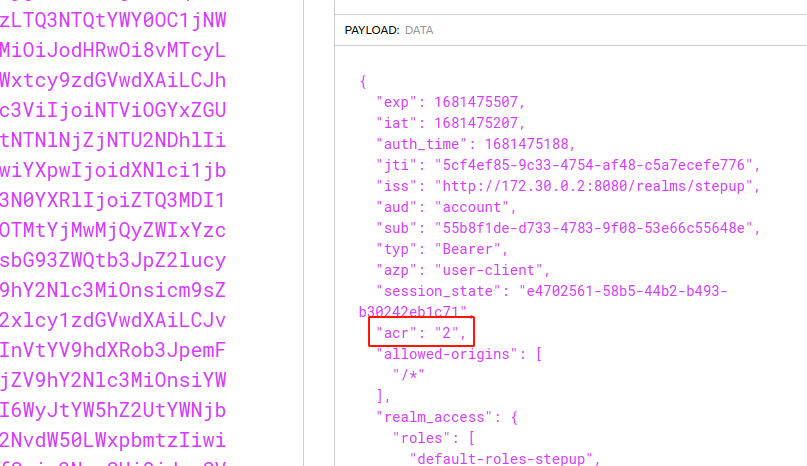 zLTQ3NTQtYWY0OC1jNW
MiOiJodHRwOi8vMTcyL
Wxtcy9zdGVwdXAiLCJh
c3ViIjoiNTViOGYxZGU
tNTNlNjZjNTU2NDhlIi
wiYXpwIjoidXNlci1jb
3N0YXRlIjoiZTQ3MDI1
OTMtYjMwMjQyZWIxYzc
sbG93ZWQtb3JpZ2lucy
9hY2Nlc3MiOnsicm9sZ
2xlcy1zdGVwdXAiLCJv
InVtYV9hdXRob3JpemF
jZV9hY2Nlc3MiOnsiYW
I6WyJtYW5hZ2UtYWNjb
2NvdW50LWxpbmtzIiwi
PAYLOAD: DATA
{
"exp": 1681475507,
"iat": 1681475207,
"auth_time": 1681475188,
"jti": "5cf4ef85-9c33-4754-af48-c5a7ecefe776",
"iss": "http://172.30.0.2:8080/realms/stepup",
"aud": "account",
"sub": "55b8f1de-d733-4783-9f08-53e66c55648e",
"typ": "Bearer",
"azp": "user-client",
"session_state": "e4702561-58b5-44b2-b493-
b30242eb1c71",
"acr": "2",
"allowed-origins": [
"/*"
],
"realm_access": {
"roles": [
"default-roles-stepup",